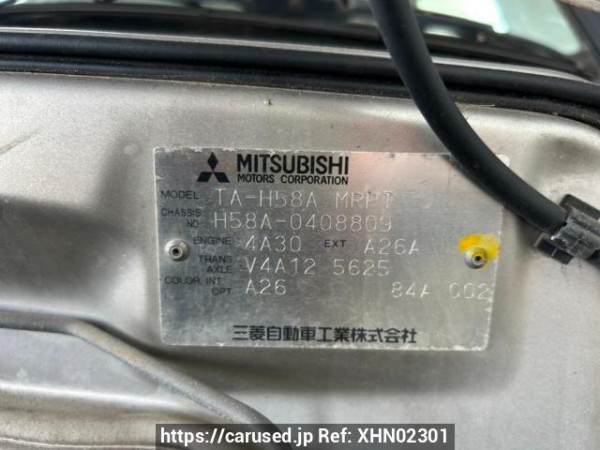 MITSUBISHI
MOTORS CORPORATION
MODEL TA-H58A MRPT
CHASSIS NO H58A-0408809
ENGINE 4A30 EXT A26A
TRANS AXLE V4A12 5625
COLOR, INT OPT A26 84A 002
三菱自動車工業株式会社
https://carused.jp Ref: XHN02301